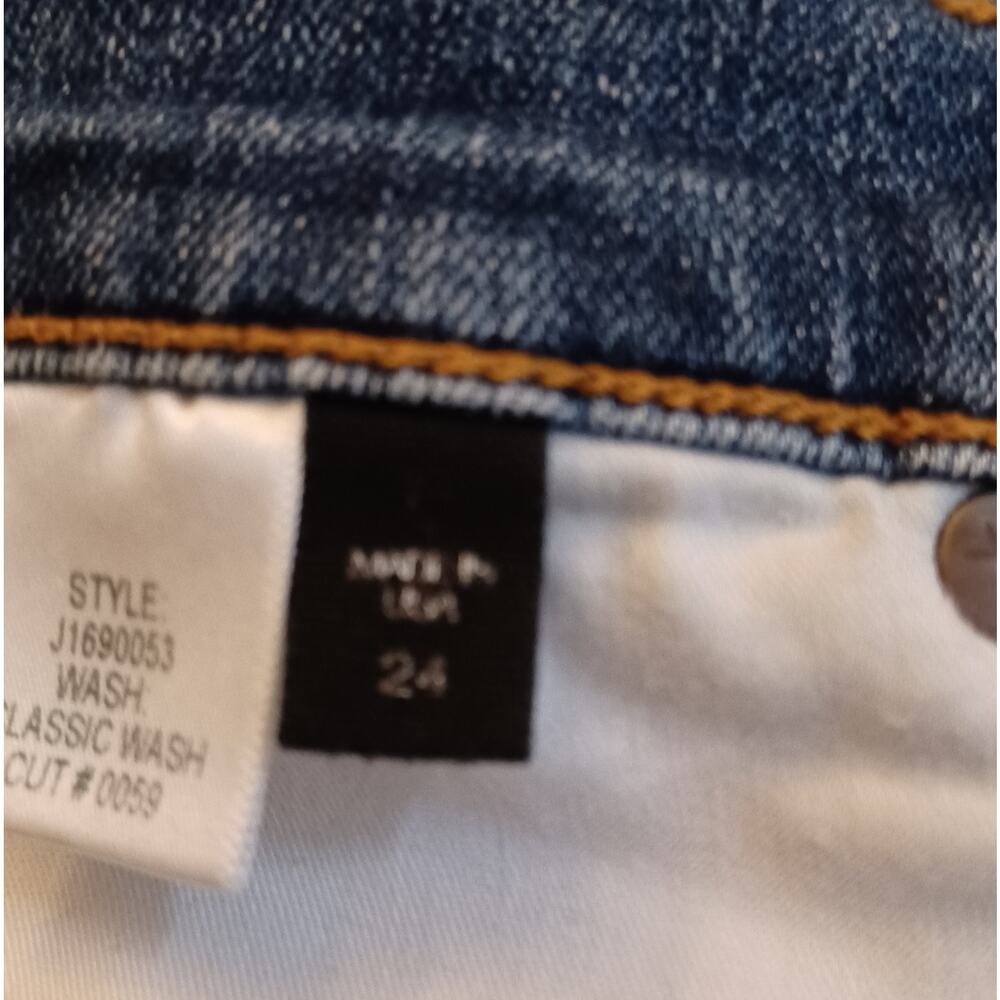 STYLE:
J1690053
WASH:
CLASSIC WASH
CUT # 0059
MADE IN
USA
24